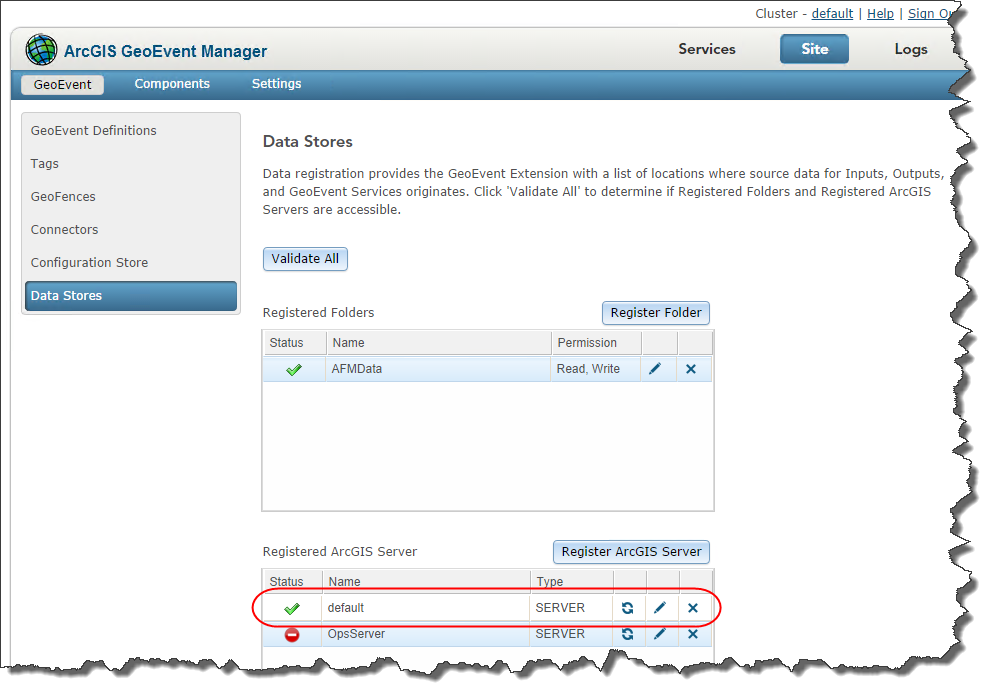 Cluster - default | Help | Sign
ArcGIS GeoEvent Manager
Services
Site
Logs
GeoEvent
Components
Settings
GeoEvent Definitions
Tags
GeoFences
Connectors
Configuration Store
Data Stores
Data Stores
Data registration provides the GeoEvent Extension with a list of locations where source data for Inputs, Outputs,
and GeoEvent Services originates. Click 'Validate All' to determine if Registered Folders and Registered ArcGIS
Servers are accessible.
Validate All
Registered Folders
Register Folder
Status Name Permission
AFMData Read, Write
Registered ArcGIS Server
Register ArcGIS Server
Status Name Type
default SERVER
OpsServer SERVER